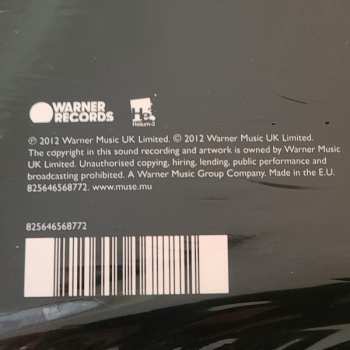 WARNER
RECORDS
He
Helium-3
℗ 2012 Warner Music UK Limited. © 2012 Warner Music UK Limited.
The copyright in this sound recording and artwork is owned by Warner Music
UK Limited. Unauthorised copying, hiring, lending, public performance and
broadcasting prohibited. A Warner Music Group Company. Made in the E.U.
825646568772. www.muse.mu
825646568772